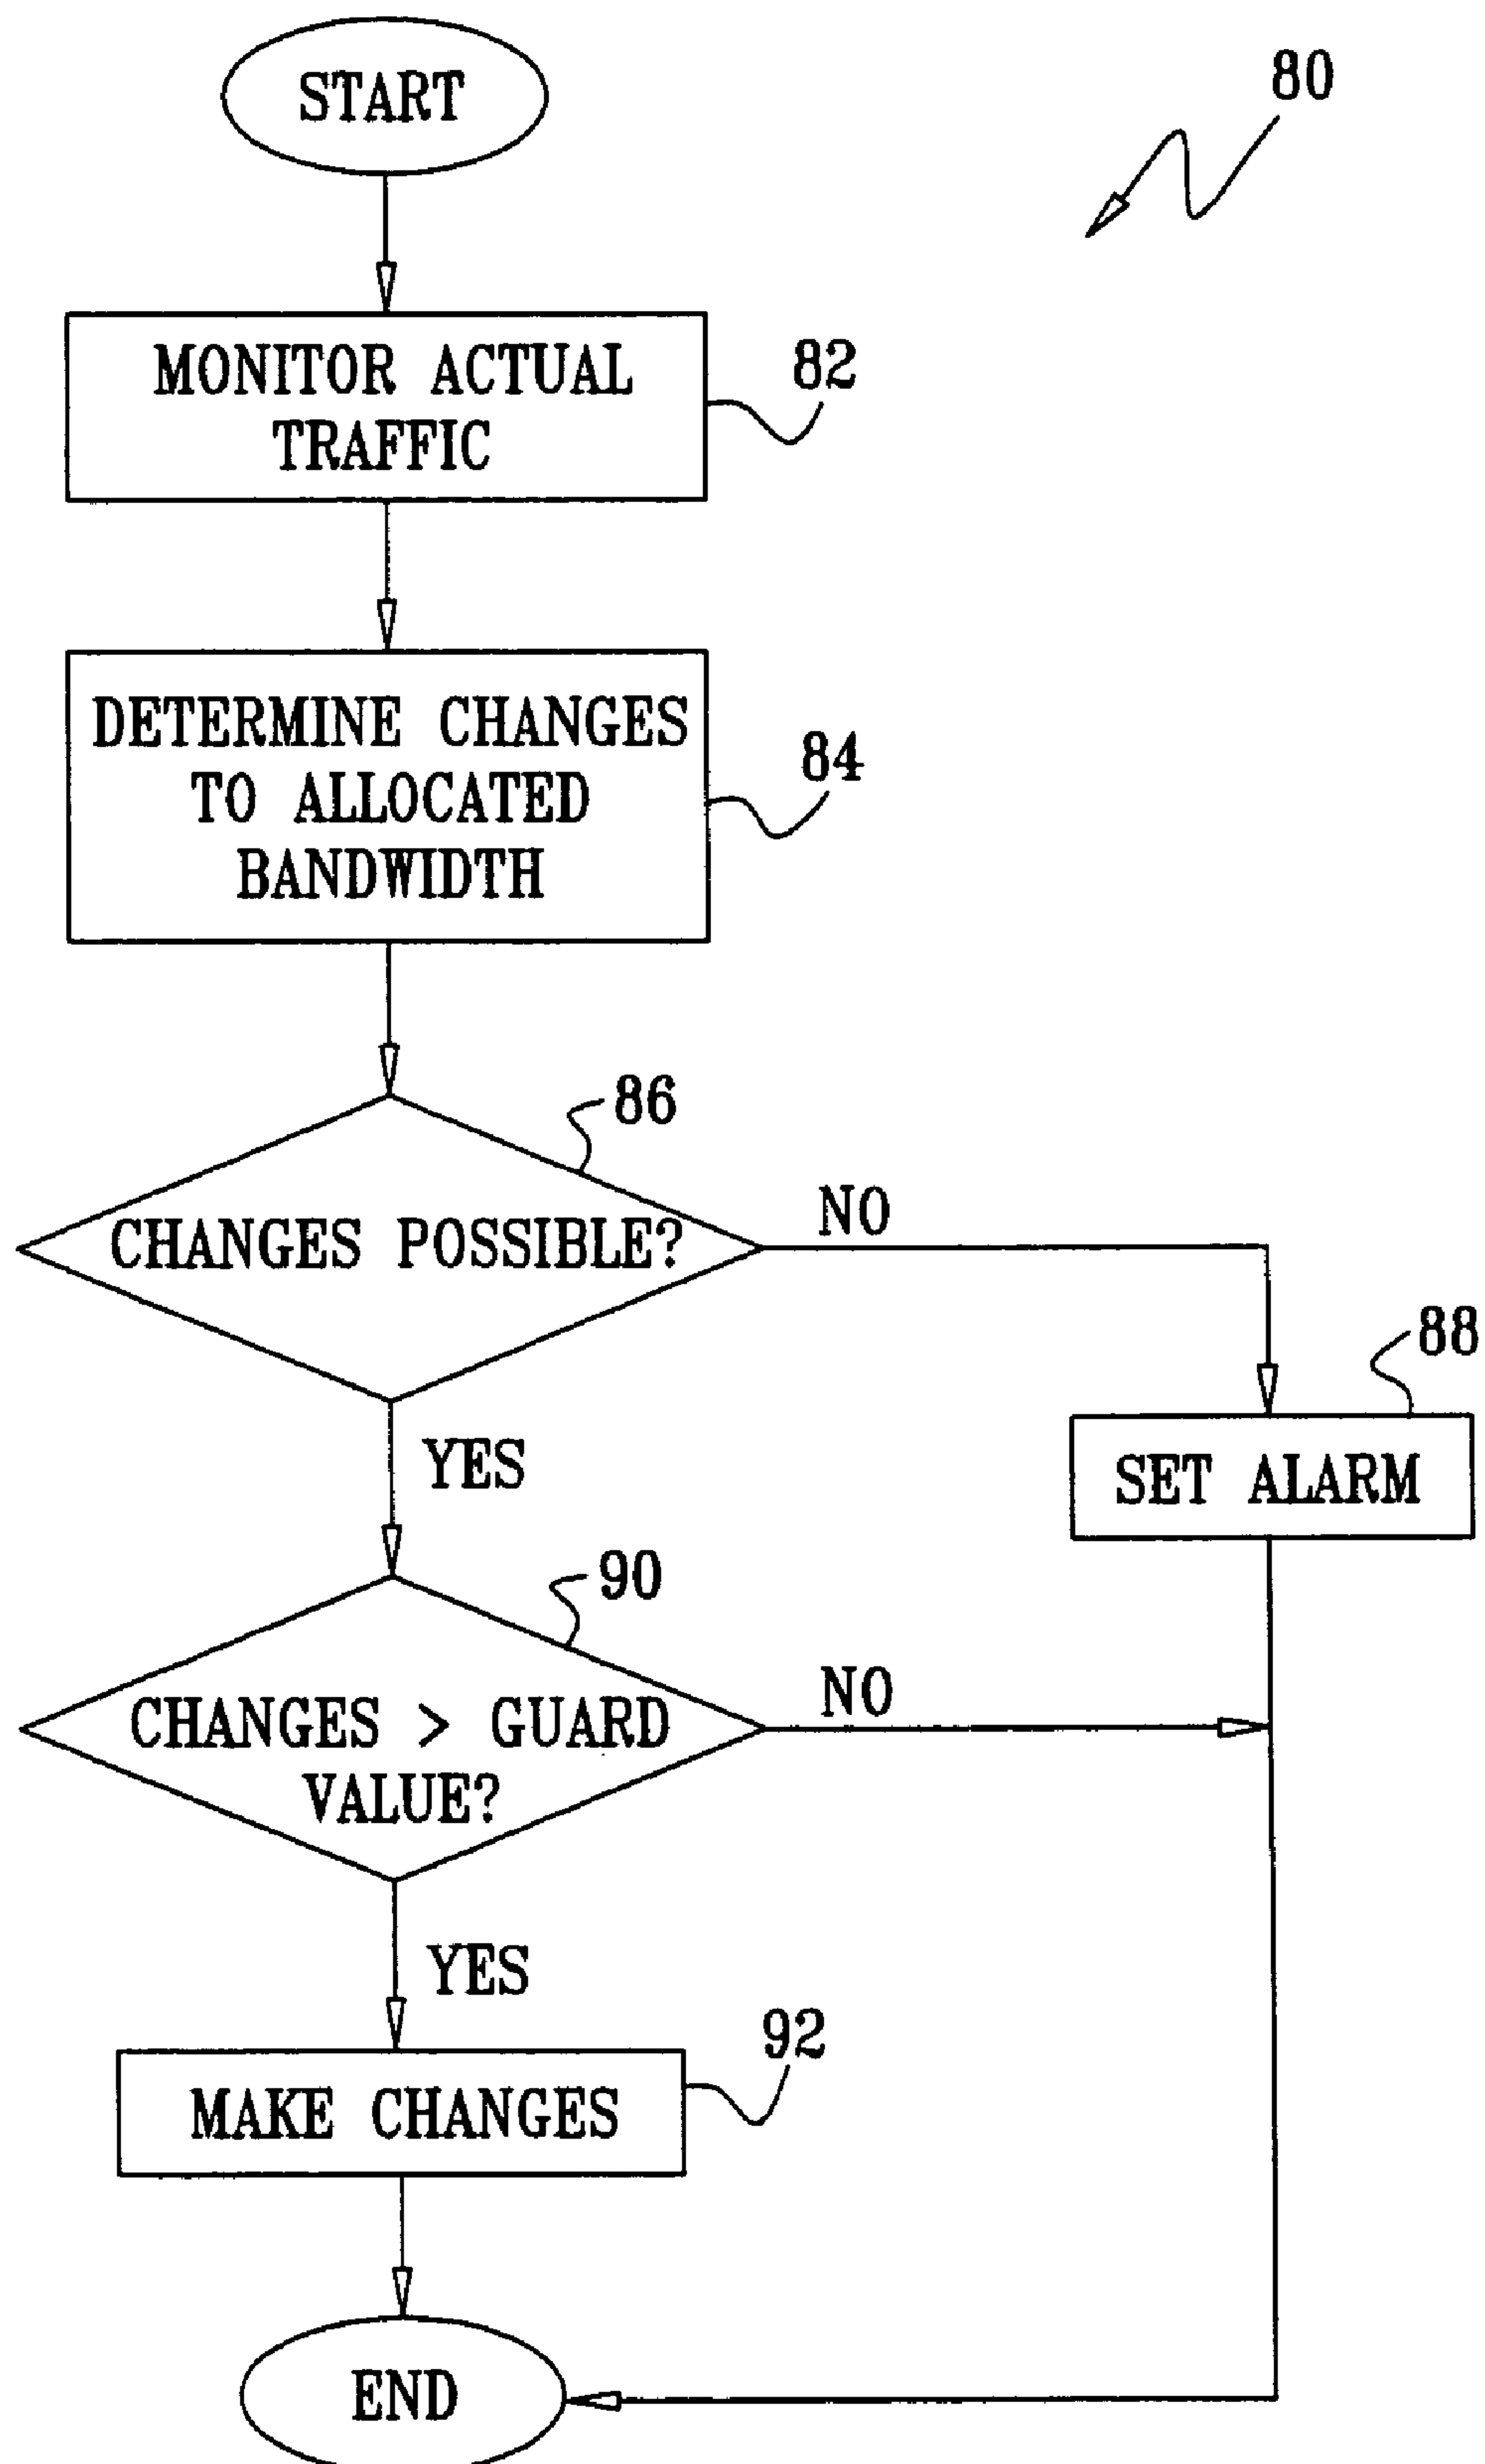 START
80
MONITOR ACTUAL
TRAFFIC
82
DETERMINE CHANGES
TO ALLOCATED
BANDWIDTH
84
86
CHANGES POSSIBLE?
NO
88
YES
SET ALARM
90
CHANGES > GUARD
VALUE?
NO
YES
92
MAKE CHANGES
END